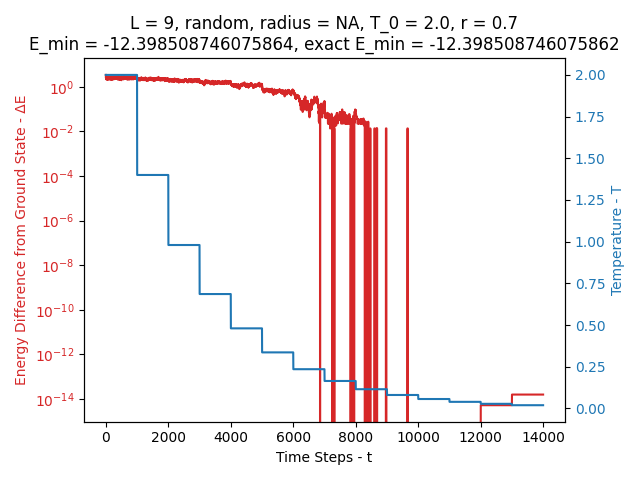 L = 9, random, radius = NA, T_0 = 2.0, r = 0.7
E_min = -12.398508746075864, exact E_min = -12.398508746075862
Energy Difference from Ground State - ΔE
10⁰
10⁻²
10⁻⁴
10⁻⁶
10⁻⁸
10⁻¹⁰
10⁻¹²
10⁻¹⁴
2.00
1.75
1.50
1.25
1.00
0.75
0.50
0.25
0.00
Temperature - T
0 2000 4000 6000 8000 10000 12000 14000
Time Steps - t